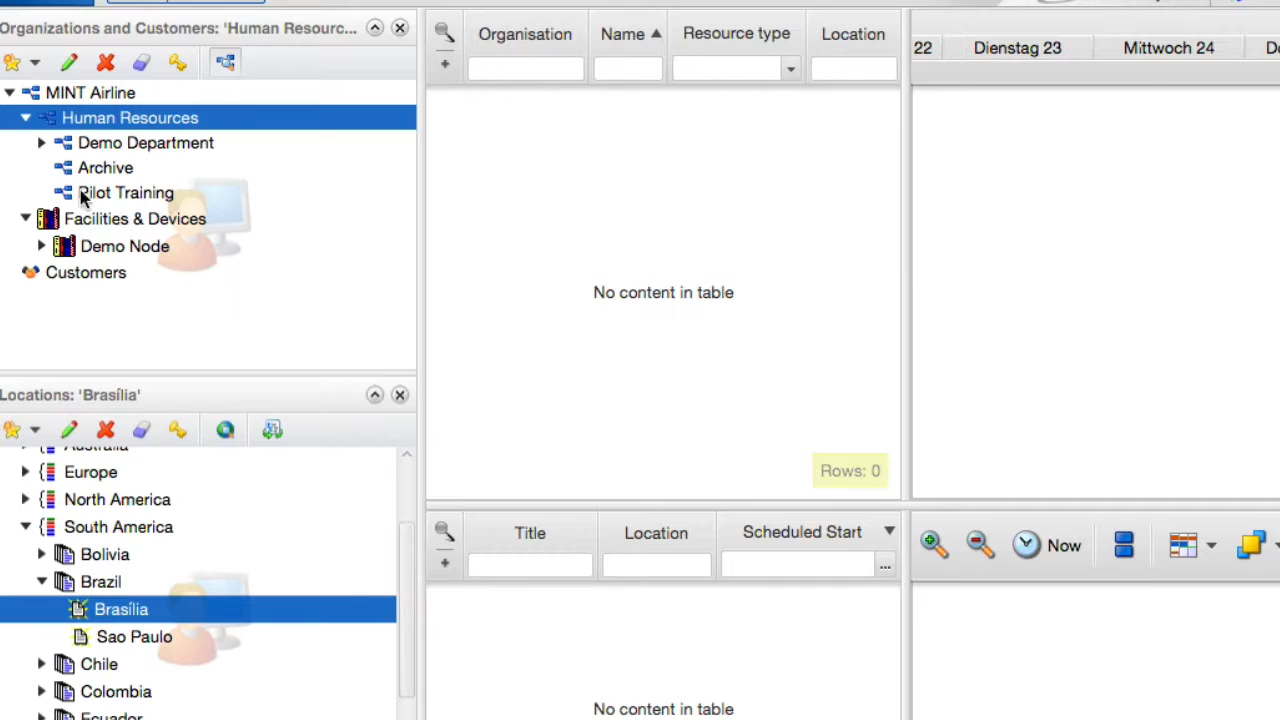 Organizations and Customers: 'Human Resourc...
MINT Airline
Human Resources
Demo Department
Archive
Pilot Training
Facilities & Devices
Demo Node
Customers
Locations: 'Brasília'
Australia
Europe
North America
South America
Bolivia
Brazil
Brasília
Sao Paulo
Chile
Colombia
Ecuador
Organisation Name Resource type Location
No content in table
Rows: 0
22 Dienstag 23 Mittwoch 24 Do
Title Location Scheduled Start
...
No content in table
Now